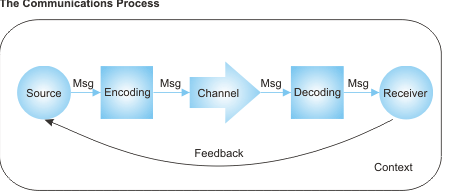 The Communications Process
Msg Msg Msg Msg
Source Encoding Channel Decoding Receiver
Feedback
Context